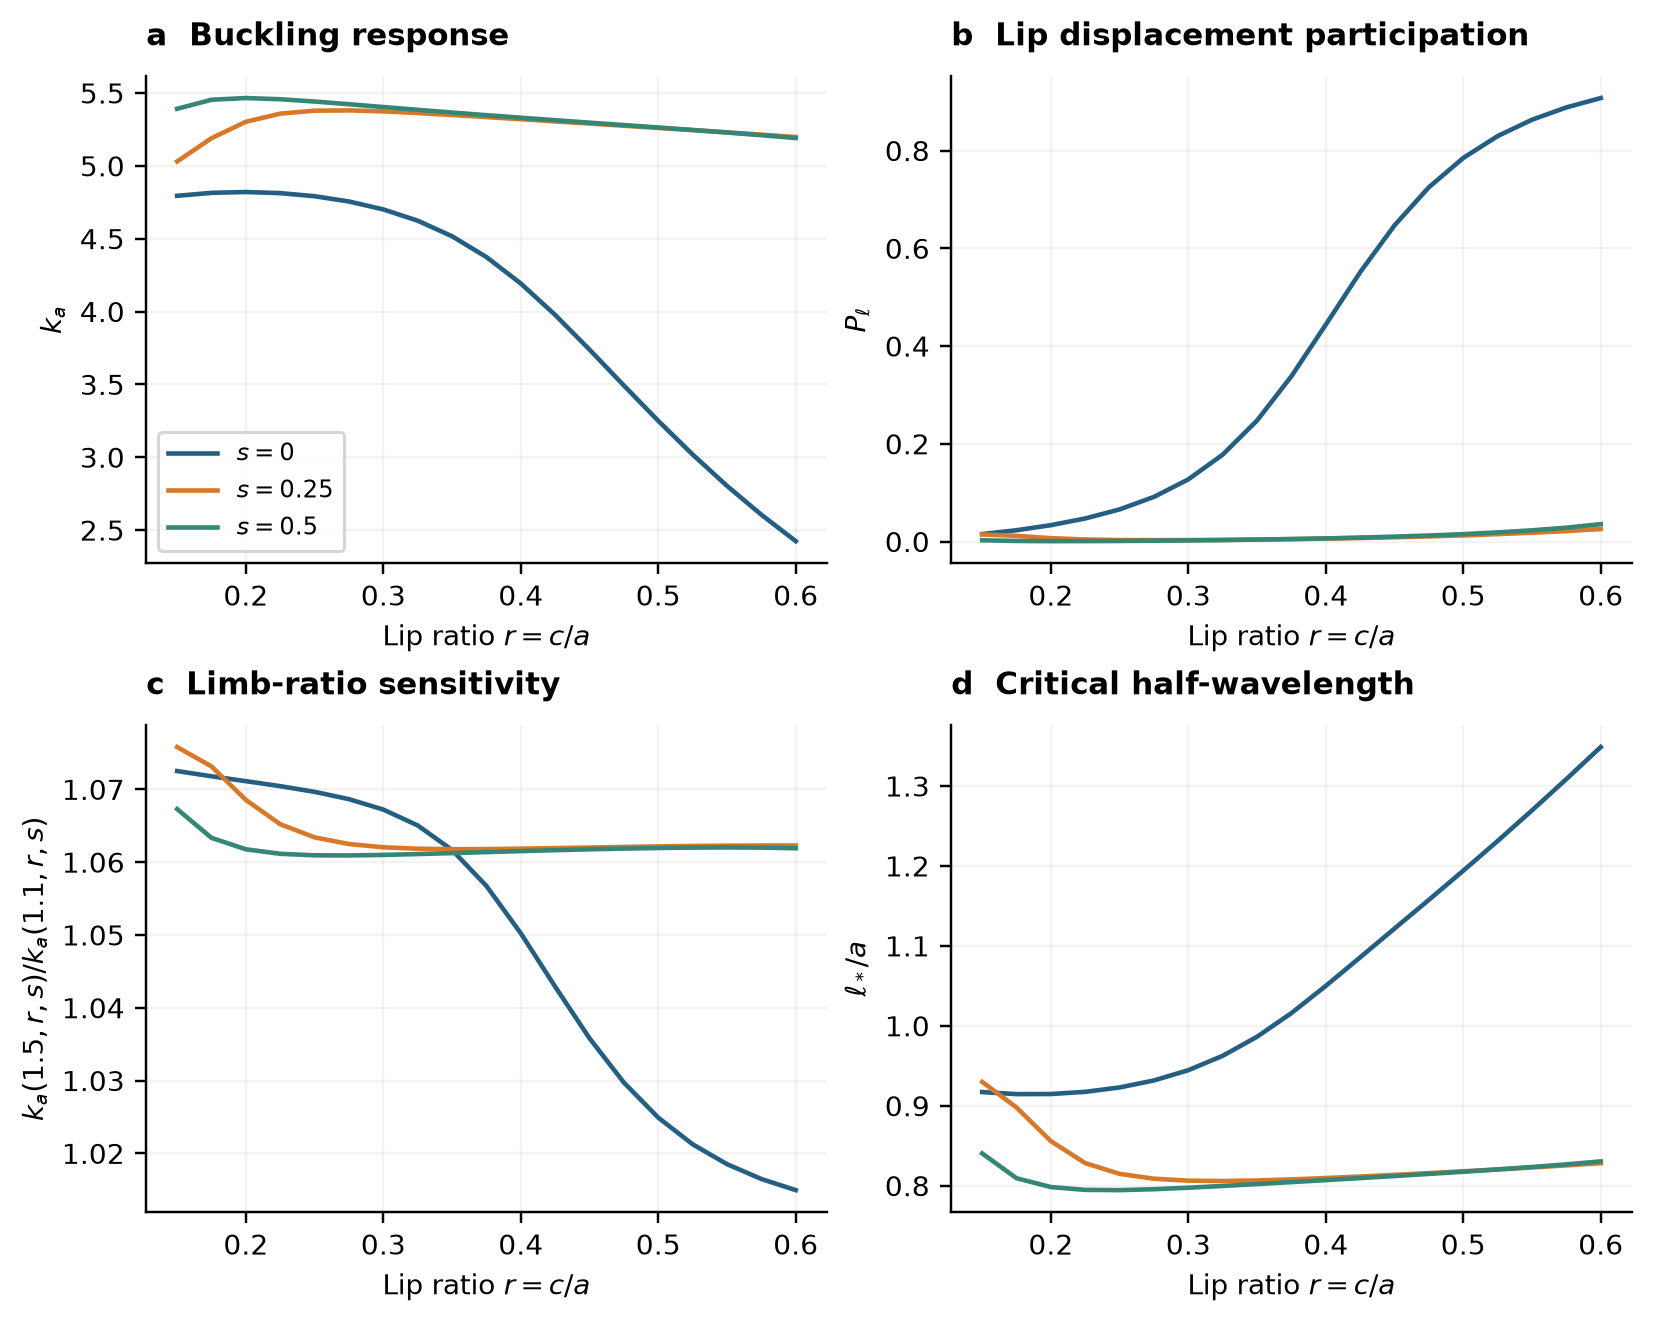 a Buckling response
5.5
5.0
4.5
4.0
3.5
3.0
2.5
kₐ
s = 0
s = 0.25
s = 0.5
0.2 0.3 0.4 0.5 0.6
Lip ratio r = c/a
b Lip displacement participation
0.8
0.6
0.4
0.2
0.0
Pℓ
0.2 0.3 0.4 0.5 0.6
Lip ratio r = c/a
c Limb-ratio sensitivity
1.07
1.06
1.05
1.04
1.03
1.02
kₐ(1.5, r, s)/kₐ(1.1, r, s)
0.2 0.3 0.4 0.5 0.6
Lip ratio r = c/a
d Critical half-wavelength
1.3
1.2
1.1
1.0
0.9
0.8
ℓ*/a
0.2 0.3 0.4 0.5 0.6
Lip ratio r = c/a